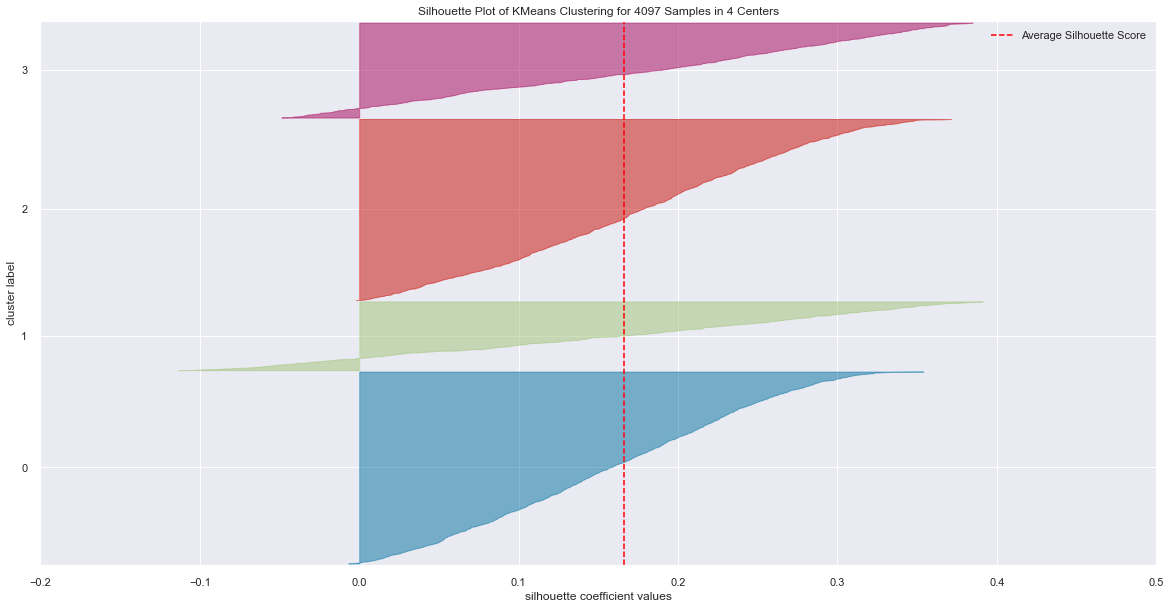 Silhouette Plot of KMeans Clustering for 4097 Samples in 4 Centers
Average Silhouette Score
3
2
1
0
cluster label
−0.2 −0.1 0.0 0.1 0.2 0.3 0.4 0.5
silhouette coefficient values